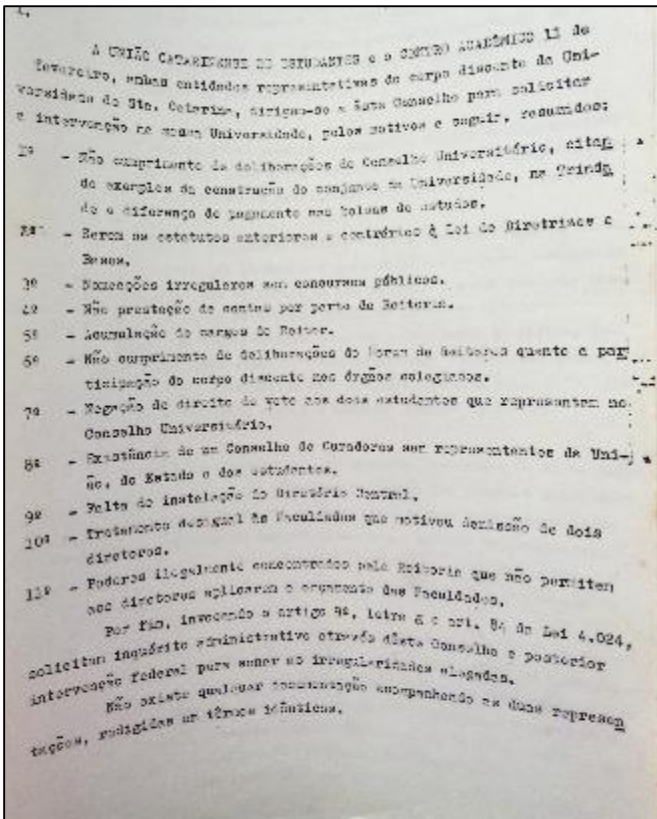 A UNIÃO CATARINENSE DE ESTUDANTES e o CENTRO ACADÊMICO 11 de
fevereiro, ambas entidades representativas do corpo discente da Uni-
versidade de Sta. Catarina, dirigem-se a êste Conselho para solicitar
a intervenção na mesma Universidade, pelos motivos a seguir, resumidos:
1º - Não cumprimento de deliberações do Conselho Universitário, citan
do exemplos da construção do conjunto da Universidade, na Trinda
de e diferença de pagamento nas bolsas de estudos.
2º - Serem os estatutos anteriores e contrários à Lei de Diretrizes e
Bases.
3º - Nomeações irregulares sem concursos públicos.
4º - Não prestação de contas por parte da Reitoria.
5º - Acumulação de cargos do Reitor.
6º - Não cumprimento de deliberações do Forum de Reitores quanto a par
ticipação do corpo discente nos órgãos colegiados.
7º - Negação de direito de voto aos dois estudantes que representam no
Conselho Universitário.
8º - Existência de um Conselho de Curadores sem representantes da Uni-
ão, do Estado e dos estudantes.
9º - Falta de instalação do Diretório Central.
10º - Tratamento desigual às Faculdades que motivou demissão de dois
diretores.
11º - Poderes ilegalmente concentrados pela Reitoria que não permitem
aos diretores aplicarem o orçamento das Faculdades.
Por fim, invocando o artigo 9º, letra e art. 84 da Lei 4.024,
solicitam inquérito administrativo através dêste Conselho e posterior
intervenção federal para sanar as irregularidades alegadas.
Não existe qualquer documentação acompanhando as duas represen
tações, redigidas em têrmos idênticos.